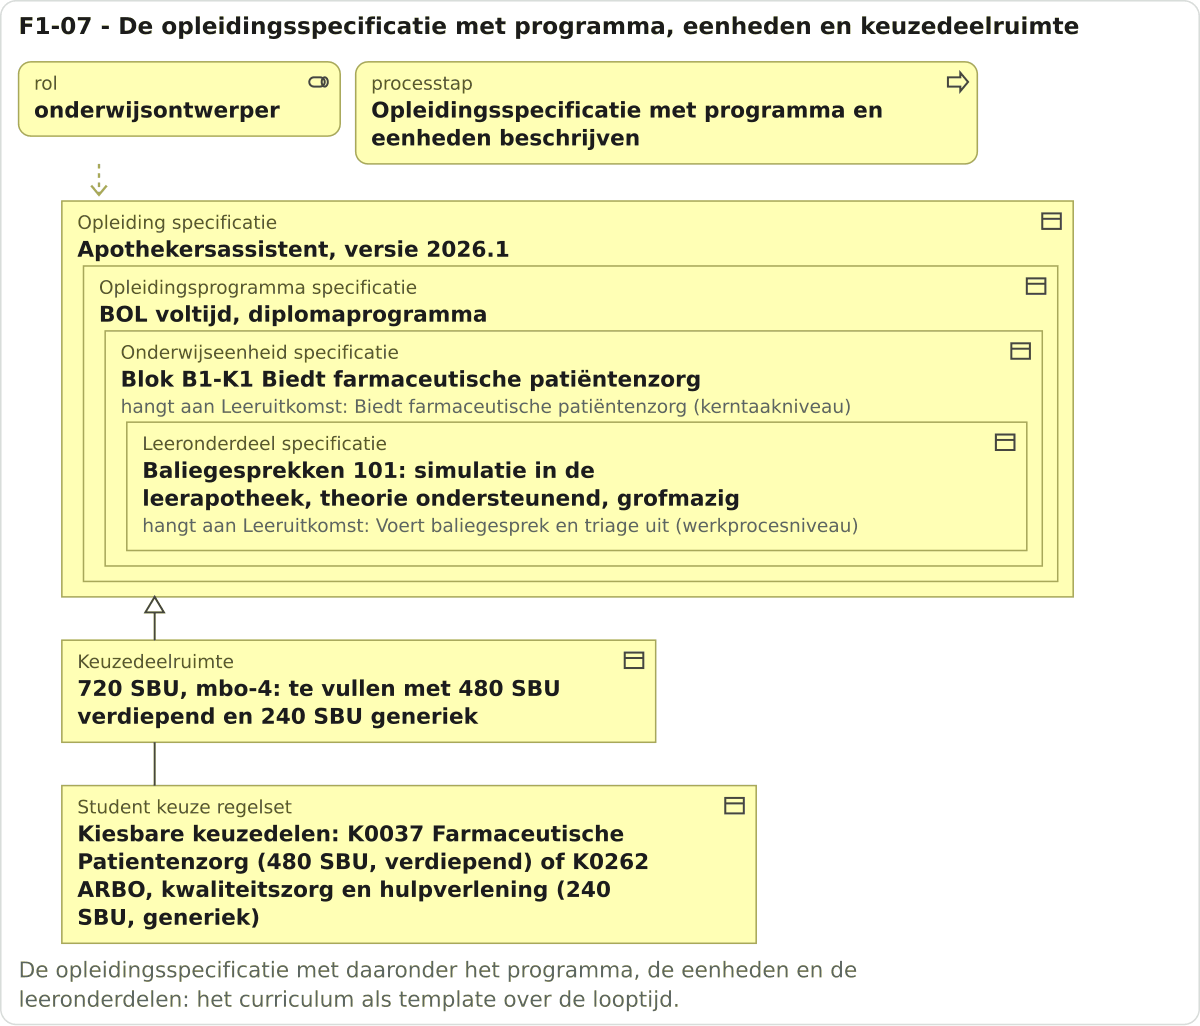 F1-07 - De opleidingsspecificatie met programma, eenheden en keuzedeelruimte
rol
onderwijsontwerper
processtap
Opleidingsspecificatie met programma en
eenheden beschrijven
Opleiding specificatie
Apothekersassistent, versie 2026.1
Opleidingsprogramma specificatie
BOL voltijd, diplomaprogramma
Onderwijseenheid specificatie
Blok B1-K1 Biedt farmaceutische patiëntenzorg
hangt aan Leeruitkomst: Biedt farmaceutische patiëntenzorg (kerntaakniveau)
Leeronderdeel specificatie
Baliegesprekken 101: simulatie in de
leerapotheek, theorie ondersteunend, grofmazig
hangt aan Leeruitkomst: Voert baliegesprek en triage uit (werkprocesniveau)
Keuzedeelruimte
720 SBU, mbo-4: te vullen met 480 SBU
verdiepend en 240 SBU generiek
Student keuze regelset
Kiesbare keuzedelen: K0037 Farmaceutische
Patientenzorg (480 SBU, verdiepend) of K0262
ARBO, kwaliteitszorg en hulpverlening (240
SBU, generiek)
De opleidingsspecificatie met daaronder het programma, de eenheden en de
leeronderdelen: het curriculum als template over de looptijd.